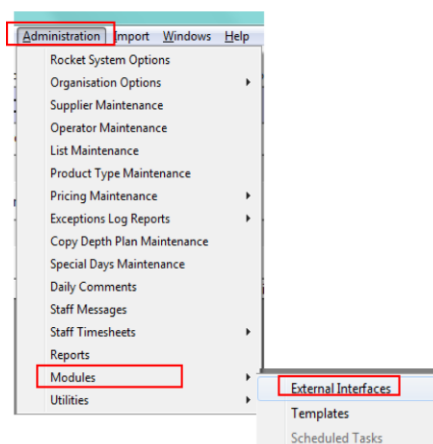 Administration Import Windows Help
Rocket System Options
Organisation Options
Supplier Maintenance
Operator Maintenance
List Maintenance
Product Type Maintenance
Pricing Maintenance
Exceptions Log Reports
Copy Depth Plan Maintenance
Special Days Maintenance
Daily Comments
Staff Messages
Staff Timesheets
Reports
Modules
External Interfaces
Utilities
Templates
Scheduled Tasks